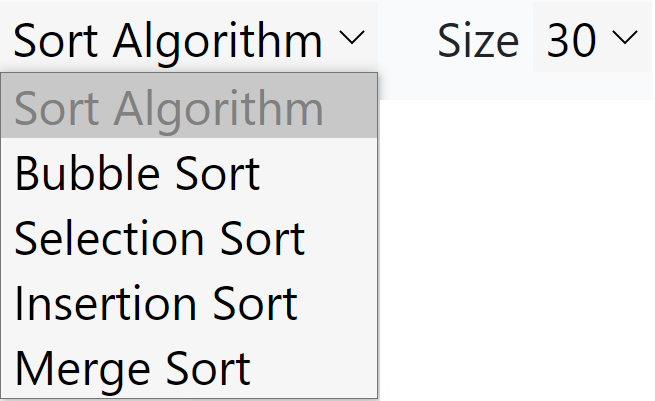 Sort Algorithm Size 30
Sort Algorithm
Bubble Sort
Selection Sort
Insertion Sort
Merge Sort